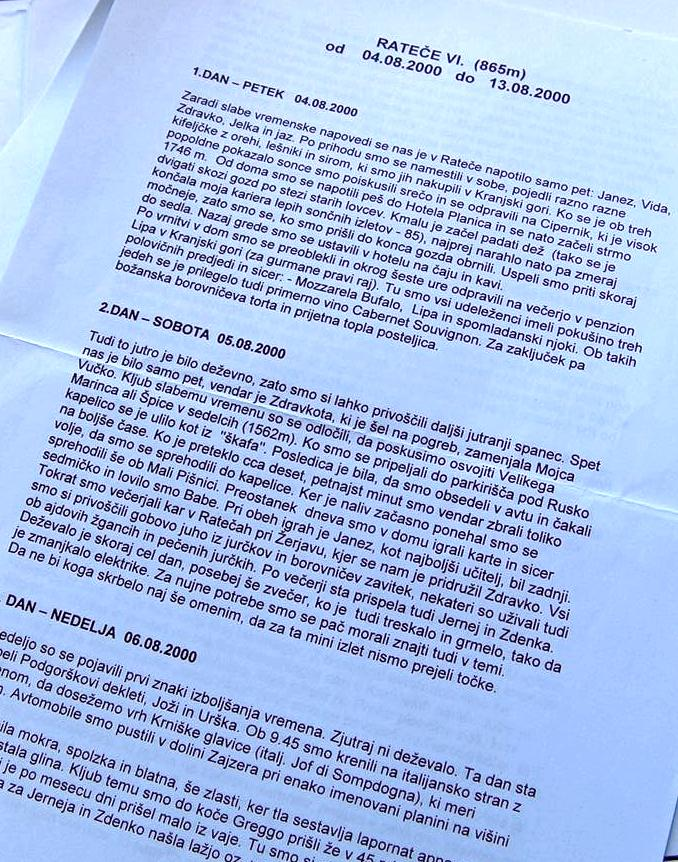 RATEČE VI. (865m)
od 04.08.2000 do 13.08.2000
1.DAN – PETEK 04.08.2000
Zaradi slabe vremenske napovedi se nas je v Rateče napotilo samo pet: Janez, Vida,
Zdravko, Jelka in jaz. Po prihodu smo se namestili v sobe, pojedli razno razne
kifeljčke z orehi, lešniki in sirom, ki smo jih nakupili v Kranjski gori. Ko se je ob treh
popoldne pokazalo sonce smo poiskusili srečo in se odpravili na Cipernik, ki je visok
1746 m. Od doma smo se napotili peš do Hotela Planica in se nato začeli strmo
dvigati skozi gozd po stezi starih lovcev. Kmalu je začel padati dež (tako se je
končala moja kariera lepih sončnih izletov - 85), najprej narahlo nato pa zmeraj
močneje, zato smo se, ko smo prišli do konca gozda obrnili. Uspeli smo priti skoraj
do sedla. Nazaj grede smo se ustavili v hotelu na čaju in kavi.
Po vrnitvi v dom smo se preoblekli in okrog šeste ure odpravili na večerjo v penzion
Lipa v Kranjski gori (za gurmane pravi raj). Tu smo vsi udeleženci imeli pokušino treh
polovičnih predjedi in sicer: - Mozzarela Bufalo, Lipa in spomladanski njoki. Ob takih
jedeh se je prilegelo tudi primerno vino Cabernet Souvignon. Za zaključek pa
božanska borovničeva torta in prijetna topla posteljica.
2.DAN – SOBOTA 05.08.2000
Tudi to jutro je bilo deževno, zato smo si lahko privoščili daljši jutranji spanec. Spet
nas je bilo samo pet, vendar je Zdravkota, ki je šel na pogreb, zamenjala Mojca
Vučko. Kljub slabemu vremenu so se odločili, da poskusimo osvojiti Velikega
Marinca ali Špice v sedelcih (1562m). Ko smo se pripeljali do parkirišča pod Rusko
kapelico se je ulilo kot iz "škafa". Posledica je bila, da smo obsedeli v avtu in čakali
na boljše čase. Ko je preteklo cca deset, petnajst minut smo vendar zbrali toliko
volje, da smo se sprehodili do kapelice. Ker je naliv začasno ponehal smo se
sprehodili še ob Mali Pišnici. Preostanek dneva smo v domu igrali karte in sicer
sedmičko in lovilo smo Babe. Pri obeh igrah je Janez, kot najboljši učitelj, bil zadnji.
Tokrat smo večerjali kar v Ratečah pri Žerjavu, kjer se nam je pridružil Zdravko. Vsi
smo si privoščili gobovo juho iz jurčkov in borovničev zavitek, nekateri so uživali tudi
ob ajdovih žgancih in pečenih jurčkih. Po večerji sta prispela tudi Jernej in Zdenka.
Deževalo je skoraj cel dan, posebej še zvečer, ko je tudi treskalo in grmelo, tako da
je zmanjkalo elektrike. Za nujne potrebe smo se pač morali znajti tudi v temi.
Da ne bi koga skrbelo naj še omenim, da za ta mini izlet nismo prejeli točke.
DAN – NEDELJA 06.08.2000
edeljo so se pojavili prvi znaki izboljšanja vremena. Zjutraj ni deževalo. Ta dan sta
peli Podgorškovi dekleti, Joži in Urška. Ob 9.45 smo krenili na italijansko stran z
enom, da dosežemo vrh Krniške glavice (italj. Jof di Sompdogna), ki meri
. Avtomobile smo pustili v dolini Zajzera pri enako imenovani planini na višini
ila mokra, spolzka in blatna, še zlasti, ker tla sestavlja lapornat
stala glina. Kljub temu smo do koče Greggo prišli že v 45
je po mesecu dni prišel malo iz vaje. Tu smo
za Jerneja in Zdenko našla lažjo